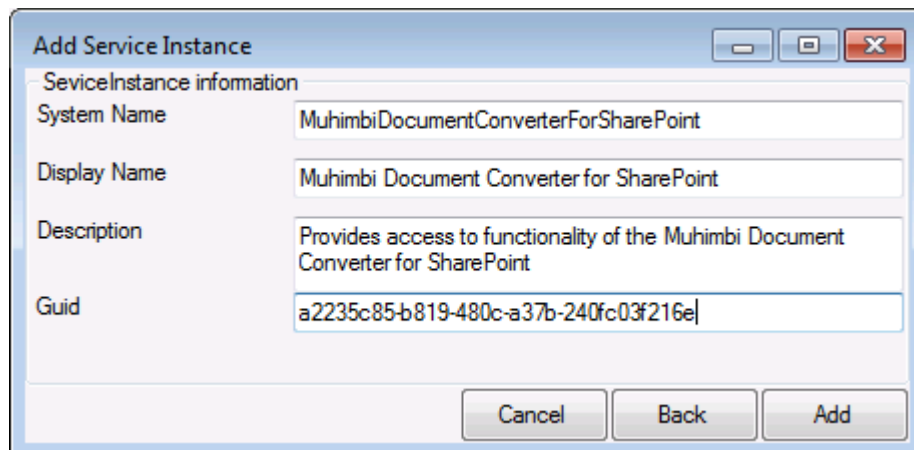 Add Service Instance
SeviceInstance information
System Name
MuhimbiDocumentConverterForSharePoint
Display Name
Muhimbi Document Converter for SharePoint
Description
Provides access to functionality of the Muhimbi Document
Converter for SharePoint
Guid
a2235c85-b819-480c-a37b-240fc03f216e
Cancel
Back
Add